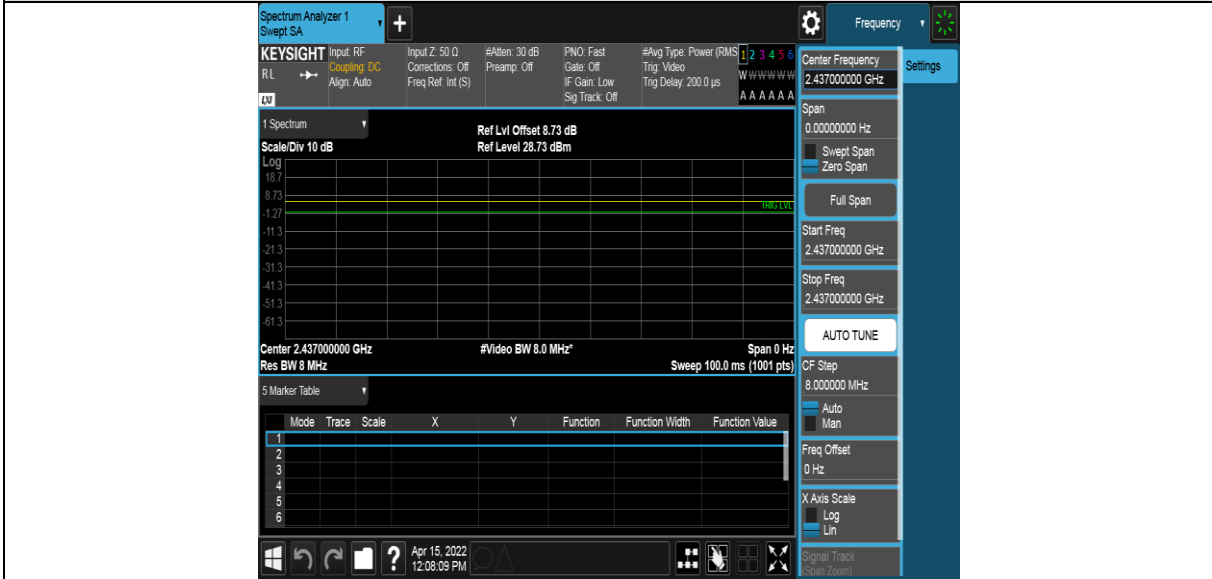 Spectrum Analyzer 1
Swept SA
+
Frequency
KEYSIGHT
Input: RF
Coupling: DC
Align: Auto
RL
LXI
Input Z: 50 Ω
Corrections: Off
Freq Ref: Int (S)
#Atten: 30 dB
Preamp: Off
PNO: Fast
Gate: Off
IF Gain: Low
Sig Track: Off
#Avg Type: Power (RMS
Trig: Video
Trig Delay: 200.0 µs
1 2 3 4 5 6
W W W W W W
A A A A A A
1 Spectrum
Ref Lvl Offset 8.73 dB
Scale/Div 10 dB
Ref Level 28.73 dBm
Log
18.7
8.73
-1.27
-11.3
-21.3
-31.3
-41.3
-51.3
-61.3
TRIG LVL
Center 2.437000000 GHz
#Video BW 8.0 MHz*
Span 0 Hz
Res BW 8 MHz
Sweep 100.0 ms (1001 pts)
5 Marker Table
Mode Trace Scale X Y Function Function Width Function Value
1
2
3
4
5
6
Apr 15, 2022
12:08:09 PM
?
Center Frequency
2.437000000 GHz
Settings
Span
0.00000000 Hz
Swept Span
Zero Span
Full Span
Start Freq
2.437000000 GHz
Stop Freq
2.437000000 GHz
AUTO TUNE
CF Step
8.000000 MHz
Auto
Man
Freq Offset
0 Hz
X Axis Scale
Log
Lin
Signal Track
(Span Zoom)